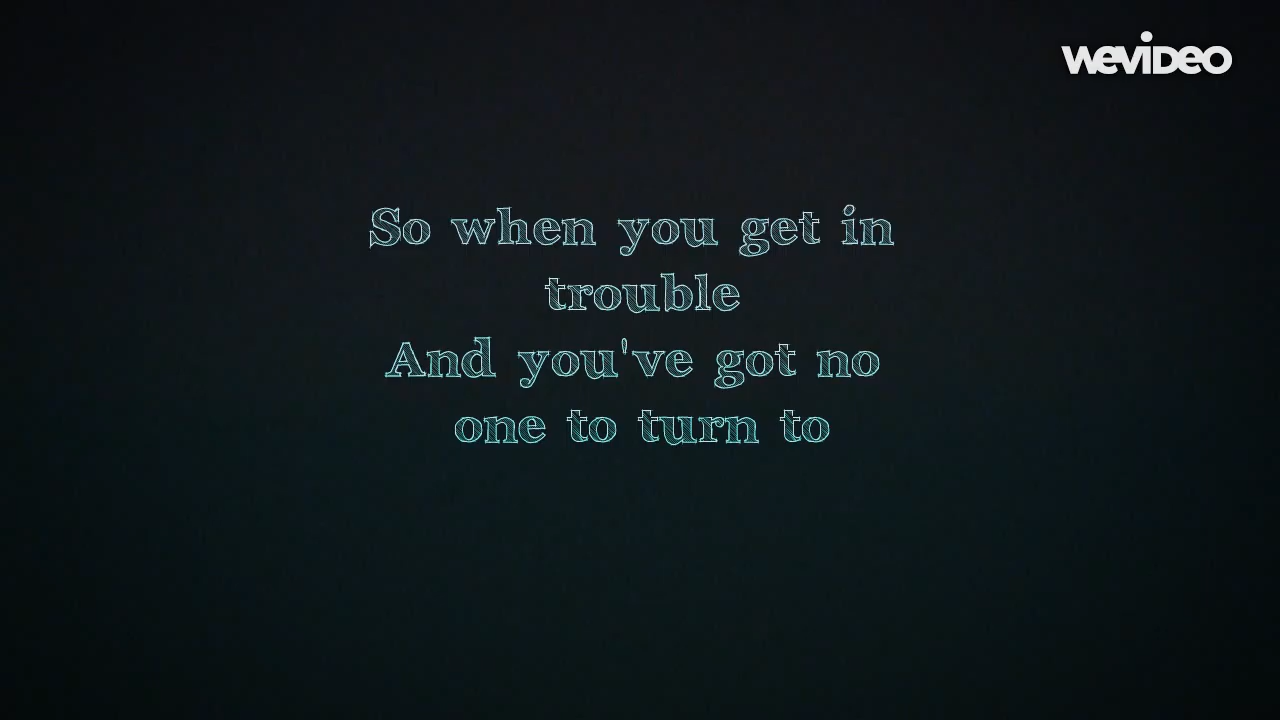 wevideo
So when you get in
trouble
And you've got no
one to turn to